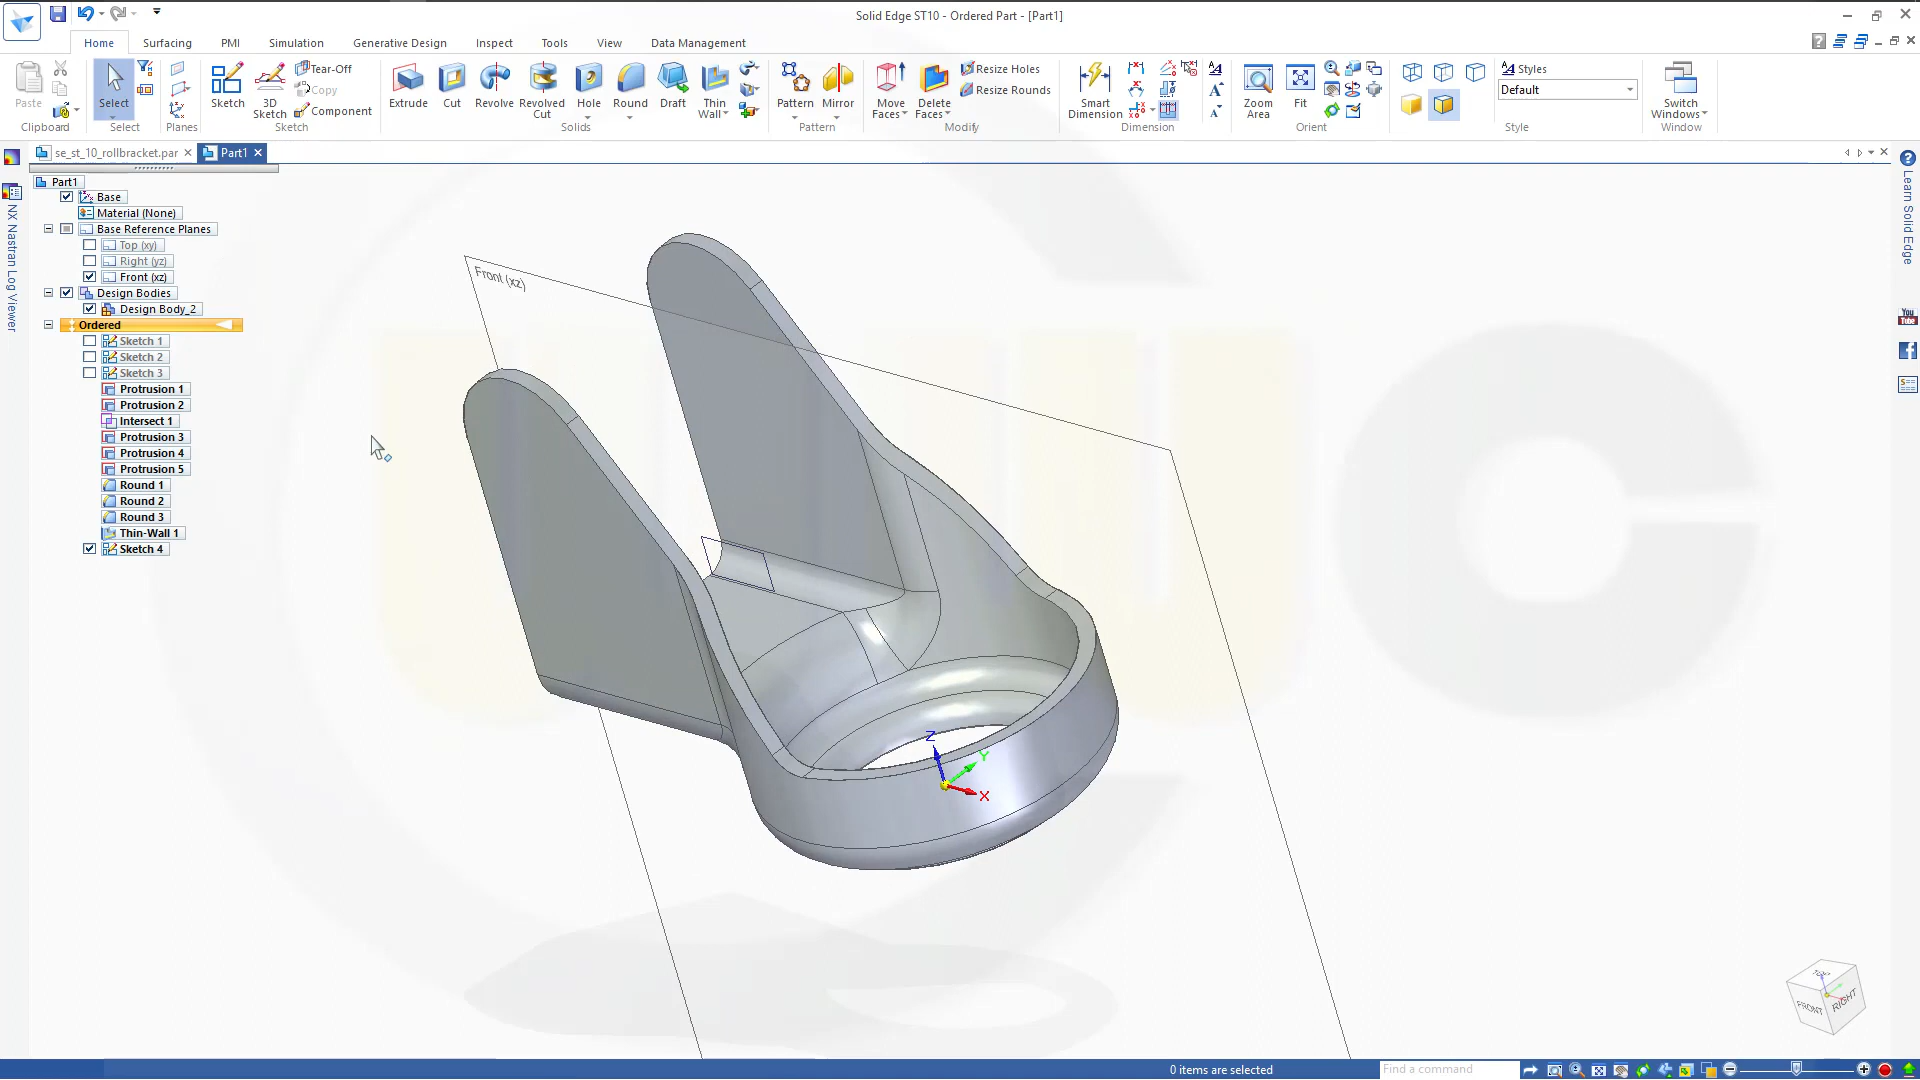 Solid Edge ST10 - Ordered Part - [Part1]
Home Surfacing PMI Simulation Generative Design Inspect Tools View Data Management
Paste
Clipboard
Select
Select
Planes
Sketch
3D Sketch
Tear-Off
Copy
Component
Sketch
Extrude
Cut
Revolve
Revolved Cut
Hole
Round
Draft
Thin Wall
Solids
Pattern
Mirror
Pattern
Move Faces
Delete Faces
Resize Holes
Resize Rounds
Modify
Smart Dimension
Dimension
Zoom Area
Fit
Orient
Styles
Default
Style
Switch Windows
Window
se_st_10_rollbracket.par
Part1
NX Nastran Log Viewer
Part1
Base
Material (None)
Base Reference Planes
Top (xy)
Right (yz)
Front (xz)
Design Bodies
Design Body_2
Ordered
Sketch 1
Sketch 2
Sketch 3
Protrusion 1
Protrusion 2
Intersect 1
Protrusion 3
Protrusion 4
Protrusion 5
Round 1
Round 2
Round 3
Thin-Wall 1
Sketch 4
Front (xz)
Z
Y
X
Learn Solid Edge
You
Tube
TOP
FRONT
RIGHT
0 items are selected
Find a command